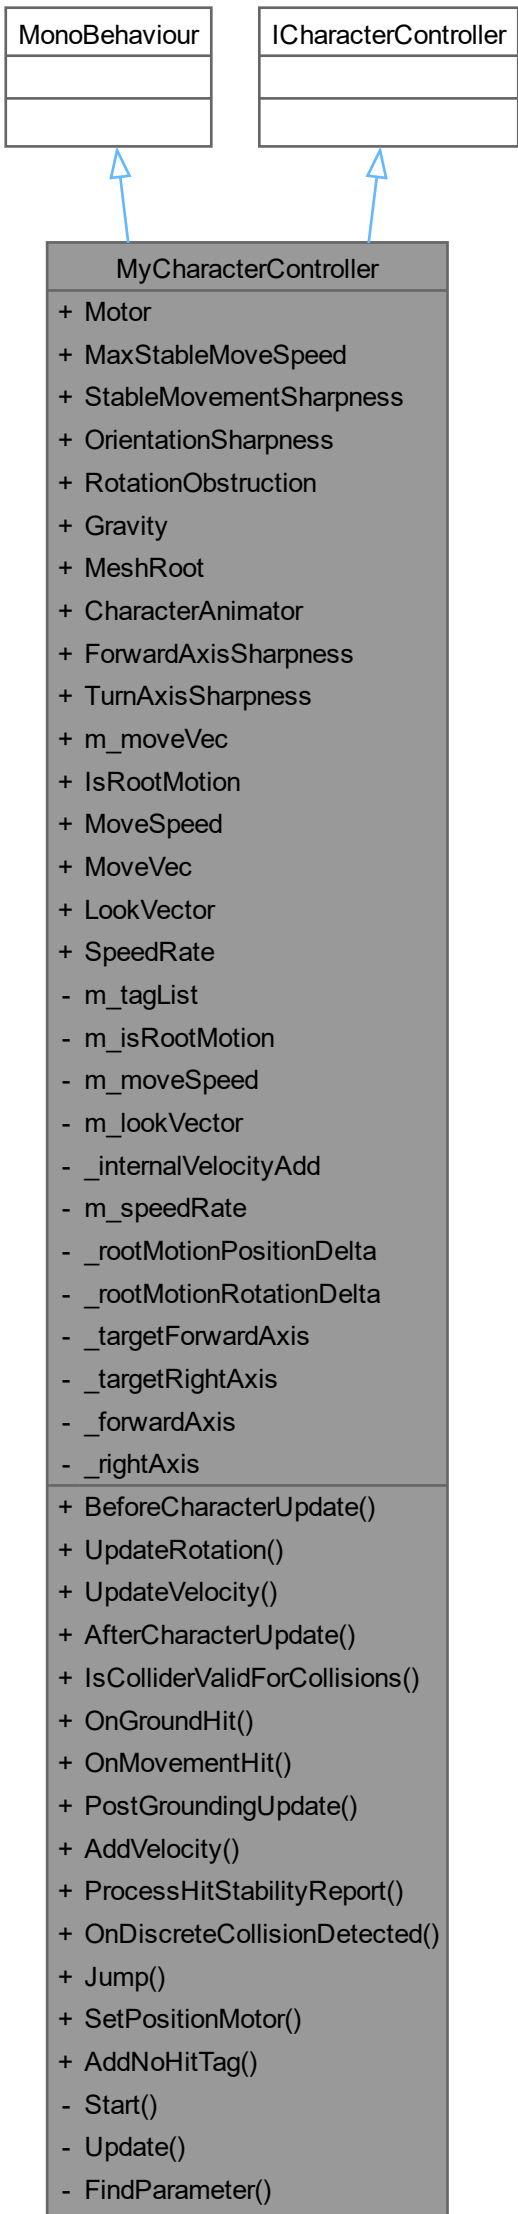 MonoBehaviour
ICharacterController
MyCharacterController
+ Motor
+ MaxStableMoveSpeed
+ StableMovementSharpness
+ OrientationSharpness
+ RotationObstruction
+ Gravity
+ MeshRoot
+ CharacterAnimator
+ ForwardAxisSharpness
+ TurnAxisSharpness
+ m_moveVec
+ IsRootMotion
+ MoveSpeed
+ MoveVec
+ LookVector
+ SpeedRate
- m_tagList
- m_isRootMotion
- m_moveSpeed
- m_lookVector
- _internalVelocityAdd
- m_speedRate
- _rootMotionPositionDelta
- _rootMotionRotationDelta
- _targetForwardAxis
- _targetRightAxis
- _forwardAxis
- _rightAxis
+ BeforeCharacterUpdate()
+ UpdateRotation()
+ UpdateVelocity()
+ AfterCharacterUpdate()
+ IsColliderValidForCollisions()
+ OnGroundHit()
+ OnMovementHit()
+ PostGroundingUpdate()
+ AddVelocity()
+ ProcessHitStabilityReport()
+ OnDiscreteCollisionDetected()
+ Jump()
+ SetPositionMotor()
+ AddNoHitTag()
- Start()
- Update()
- FindParameter()